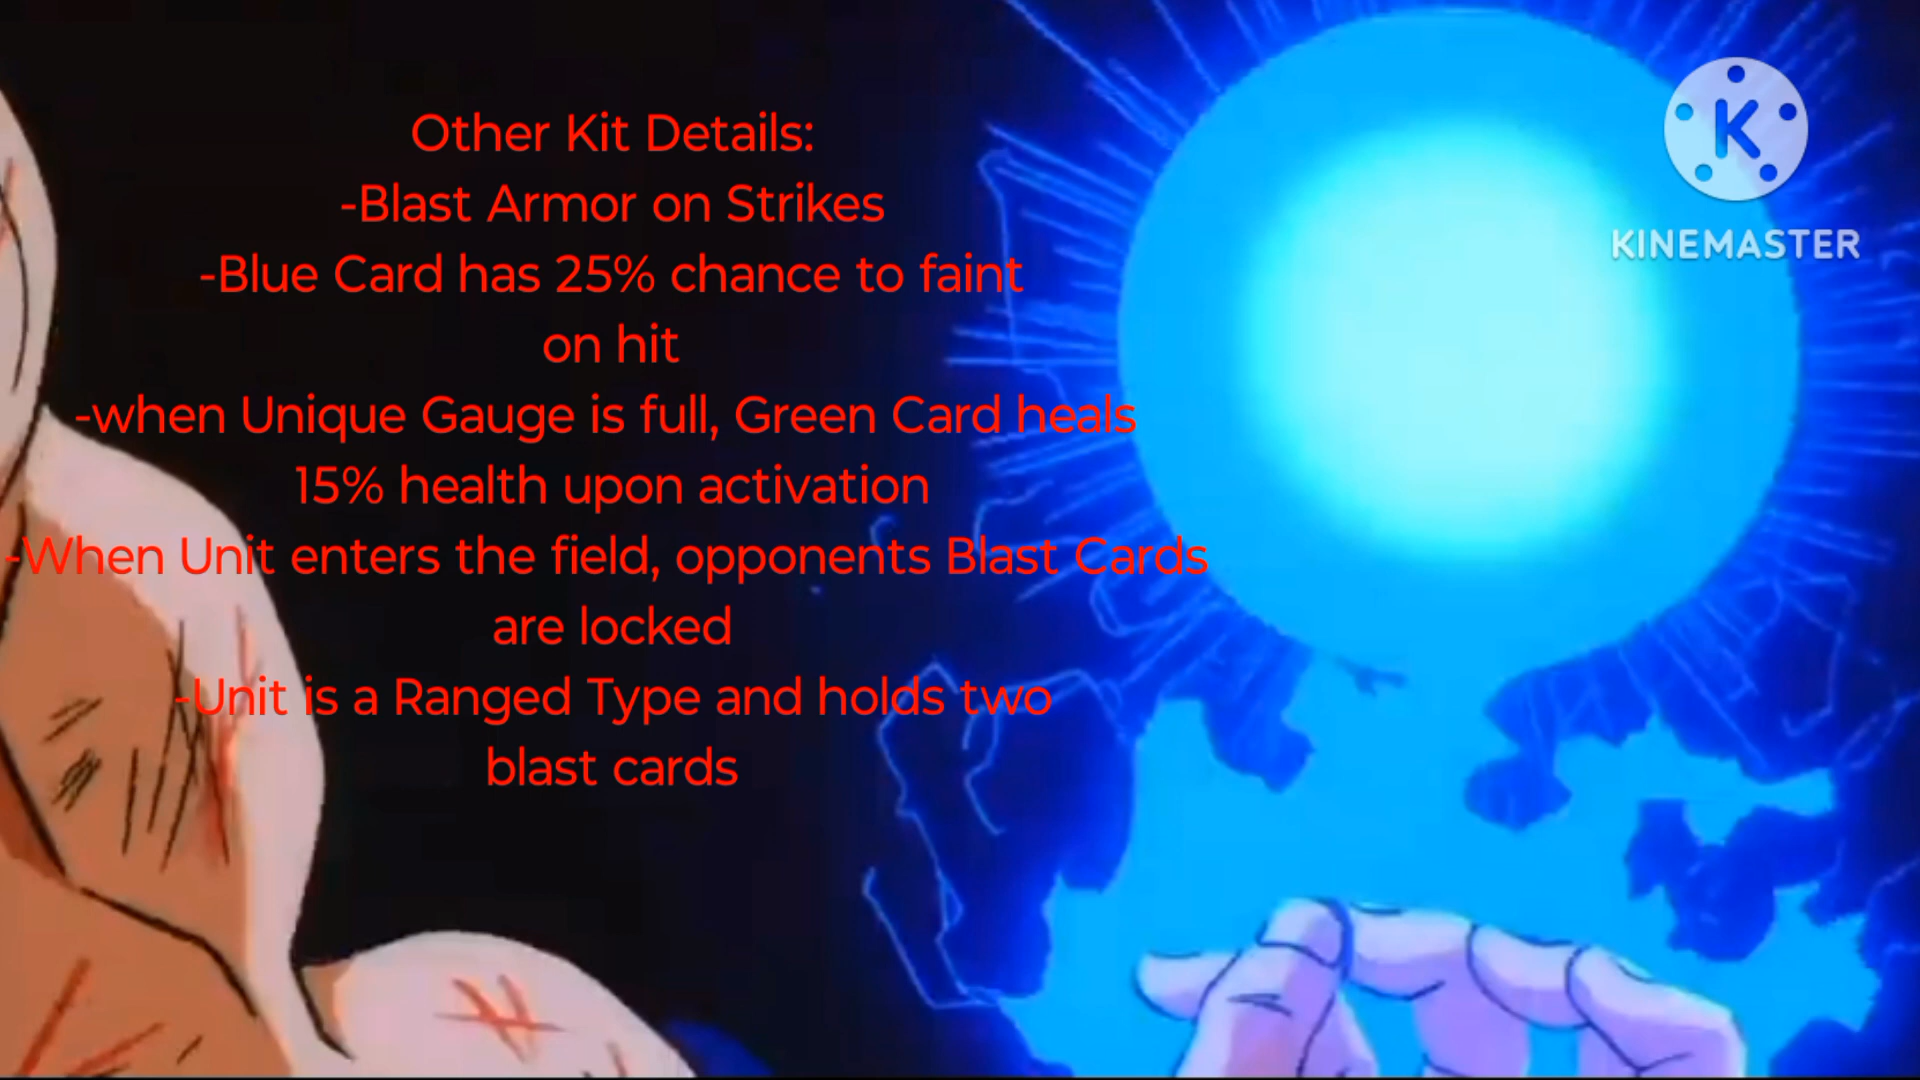 Other Kit Details:
-Blast Armor on Strikes
-Blue Card has 25% chance to faint
on hit
-when Unique Gauge is full, Green Card heals
15% health upon activation
-When Unit enters the field, opponents Blast Cards
are locked
-Unit is a Ranged Type and holds two
blast cards
K
KINEMASTER